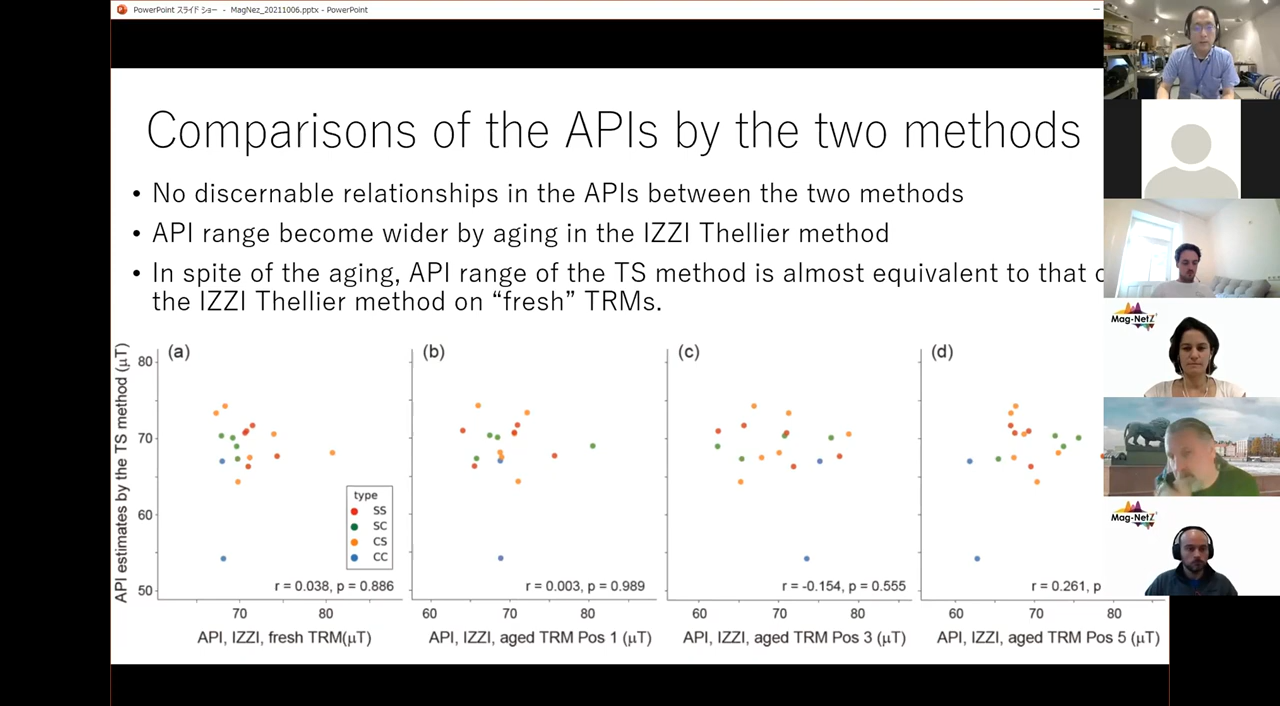 PowerPoint スライド ショー - MagNez_20211006.pptx - PowerPoint
Comparisons of the APIs by the two methods
• No discernable relationships in the APIs between the two methods
• API range become wider by aging in the IZZI Thellier method
• In spite of the aging, API range of the TS method is almost equivalent to that
the IZZI Thellier method on “fresh” TRMs.
API estimates by the TS method (μT)
80
70
60
50
(a)
type
SS
SC
CS
CC
r = 0.038, p = 0.886
70
80
API, IZZI, fresh TRM(μT)
(b)
r = 0.003, p = 0.989
60
70
80
API, IZZI, aged TRM Pos 1 (μT)
(c)
r = -0.154, p = 0.555
60
70
80
API, IZZI, aged TRM Pos 3 (μT)
(d)
r = 0.261, p
60
70
80
API, IZZI, aged TRM Pos 5 (μT)
Mag-NetZ
Mag-NetZ